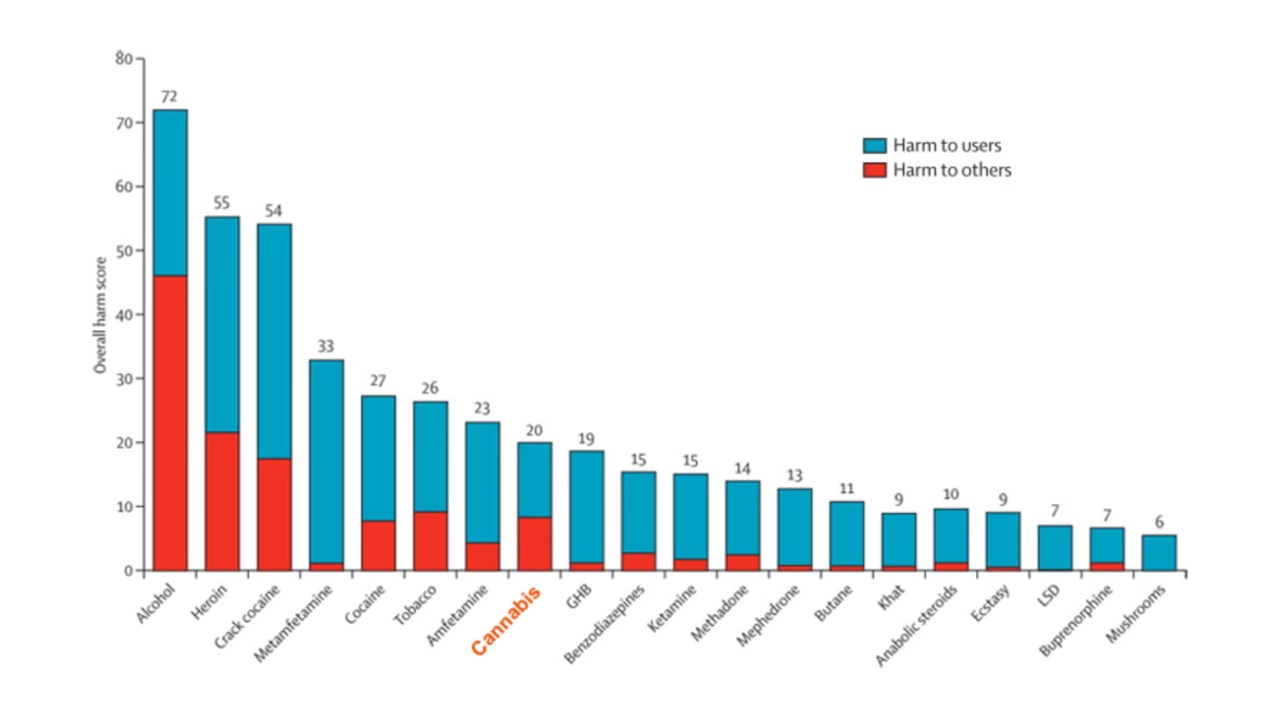 80
70
60
50
40
30
20
10
0
Overall harm score
72
55
54
33
27
26
23
20
19
15
15
14
13
11
9
10
9
7
7
6
Harm to users
Harm to others
Alcohol
Heroin
Crack cocaine
Metamfetamine
Cocaine
Tobacco
Amfetamine
Cannabis
GHB
Benzodiazepines
Ketamine
Methadone
Mephedrone
Butane
Khat
Anabolic steroids
Ecstasy
LSD
Buprenorphine
Mushrooms